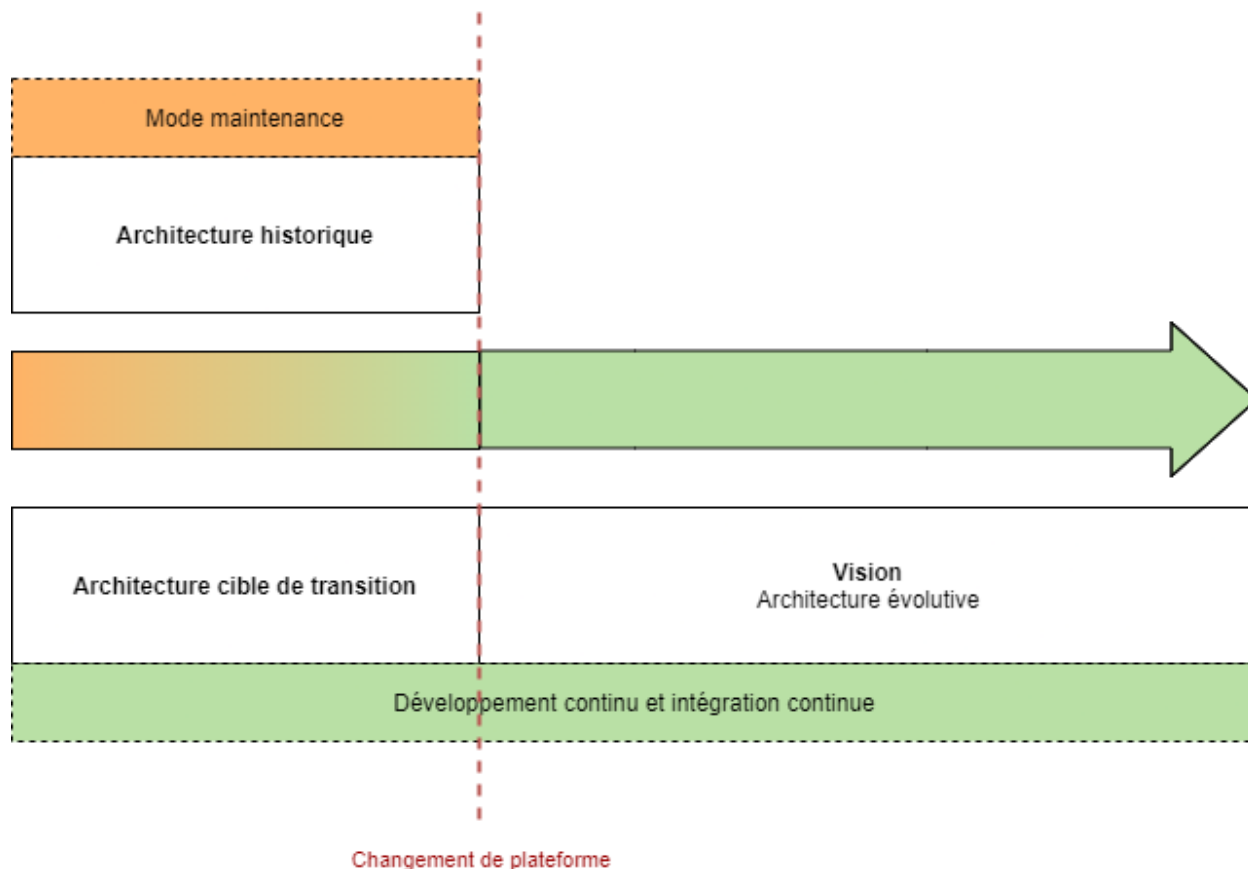 Mode maintenance
Architecture historique
Architecture cible de transition
Vision
Architecture évolutive
Développement continu et intégration continue
Changement de plateforme